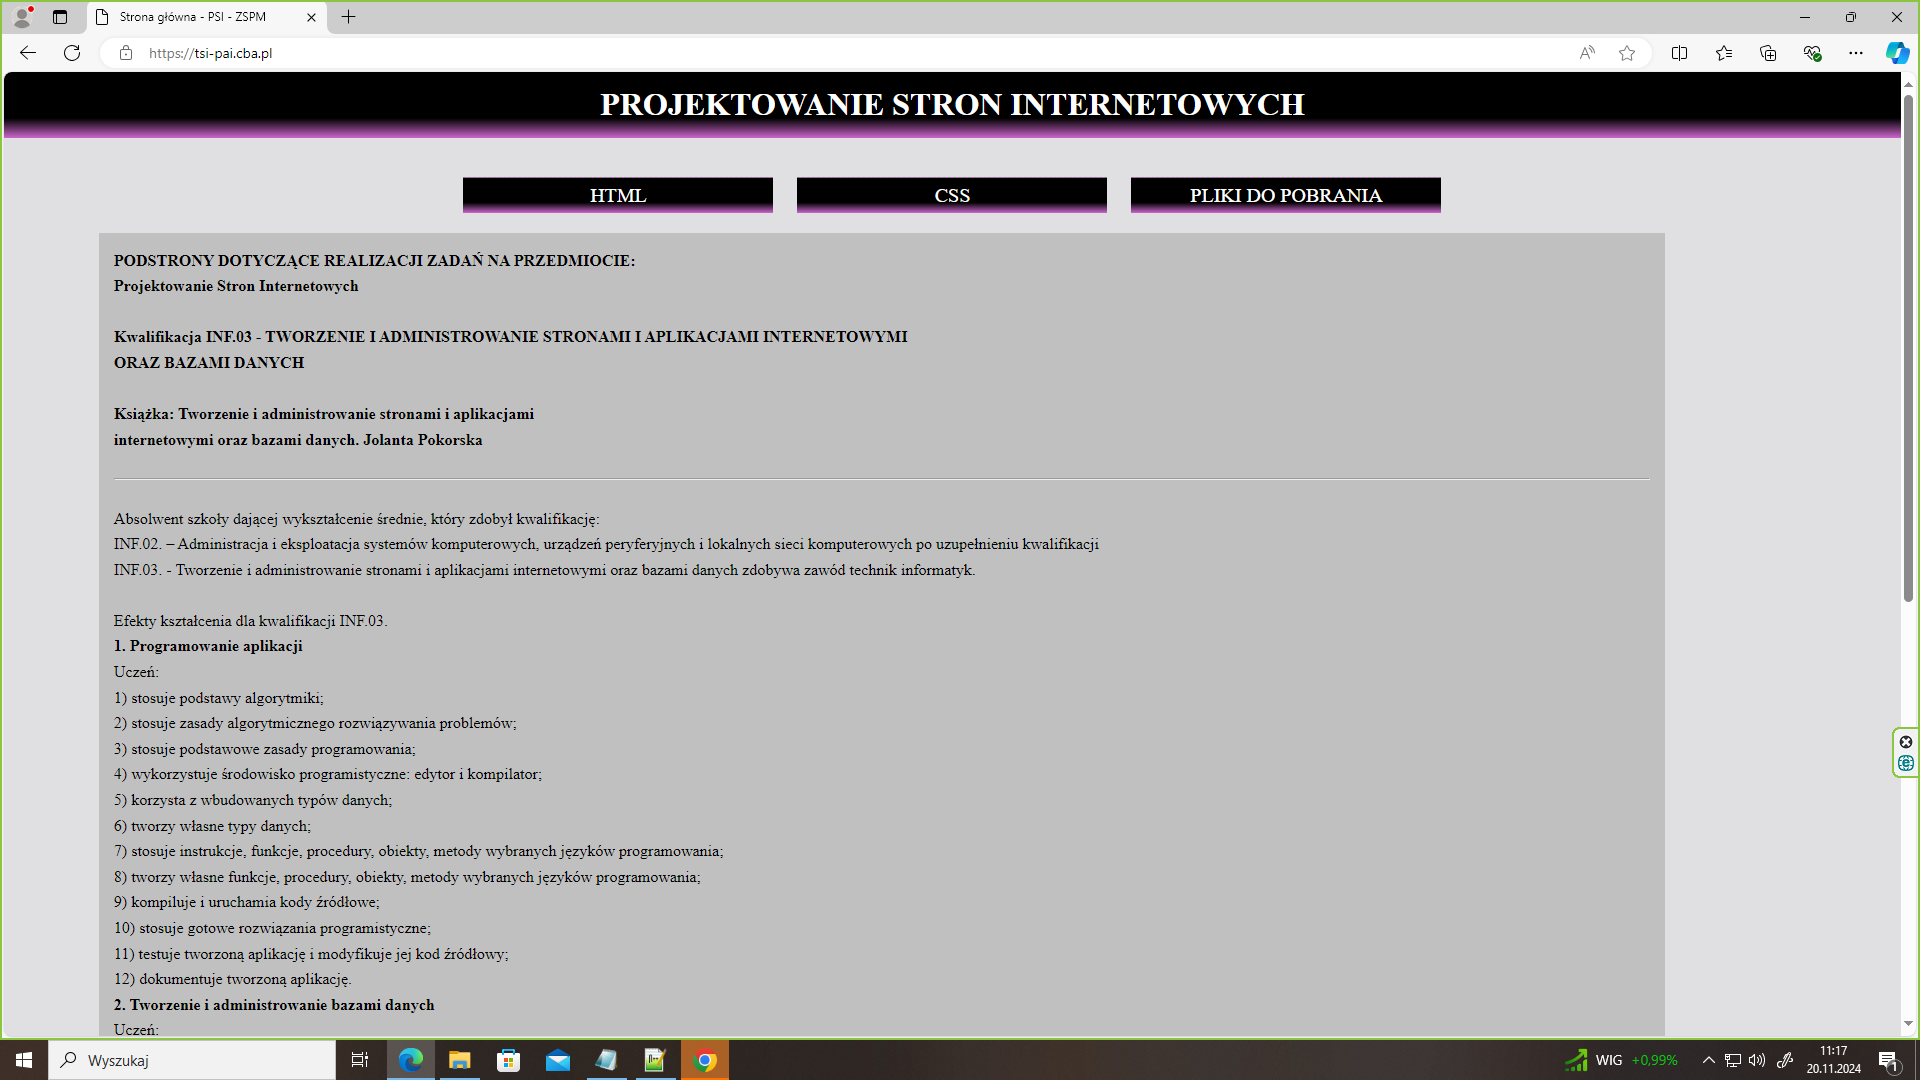 Strona główna - PSI - ZSPM
https://tsi-pai.cba.pl
PROJEKTOWANIE STRON INTERNETOWYCH
HTML
CSS
PLIKI DO POBRANIA
PODSTRONY DOTYCZĄCE REALIZACJI ZADAŃ NA PRZEDMIOCIE:
Projektowanie Stron Internetowych
Kwalifikacja INF.03 - TWORZENIE I ADMINISTROWANIE STRONAMI I APLIKACJAMI INTERNETOWYMI
ORAZ BAZAMI DANYCH
Książka: Tworzenie i administrowanie stronami i aplikacjami
internetowymi oraz bazami danych. Jolanta Pokorska
Absolwent szkoły dającej wykształcenie średnie, który zdobył kwalifikację:
INF.02. – Administracja i eksploatacja systemów komputerowych, urządzeń peryferyjnych i lokalnych sieci komputerowych po uzupełnieniu kwalifikacji
INF.03. - Tworzenie i administrowanie stronami i aplikacjami internetowymi oraz bazami danych zdobywa zawód technik informatyk.
Efekty kształcenia dla kwalifikacji INF.03.
1. Programowanie aplikacji
Uczeń:
1) stosuje podstawy algorytmiki;
2) stosuje zasady algorytmicznego rozwiązywania problemów;
3) stosuje podstawowe zasady programowania;
4) wykorzystuje środowisko programistyczne: edytor i kompilator;
5) korzysta z wbudowanych typów danych;
6) tworzy własne typy danych;
7) stosuje instrukcje, funkcje, procedury, obiekty, metody wybranych języków programowania;
8) tworzy własne funkcje, procedury, obiekty, metody wybranych języków programowania;
9) kompiluje i uruchamia kody źródłowe;
10) stosuje gotowe rozwiązania programistyczne;
11) testuje tworzoną aplikację i modyfikuje jej kod źródłowy;
12) dokumentuje tworzoną aplikację.
2. Tworzenie i administrowanie bazami danych
Uczeń:
Wyszukaj
WIG +0,99%
11:17
20.11.2024
1